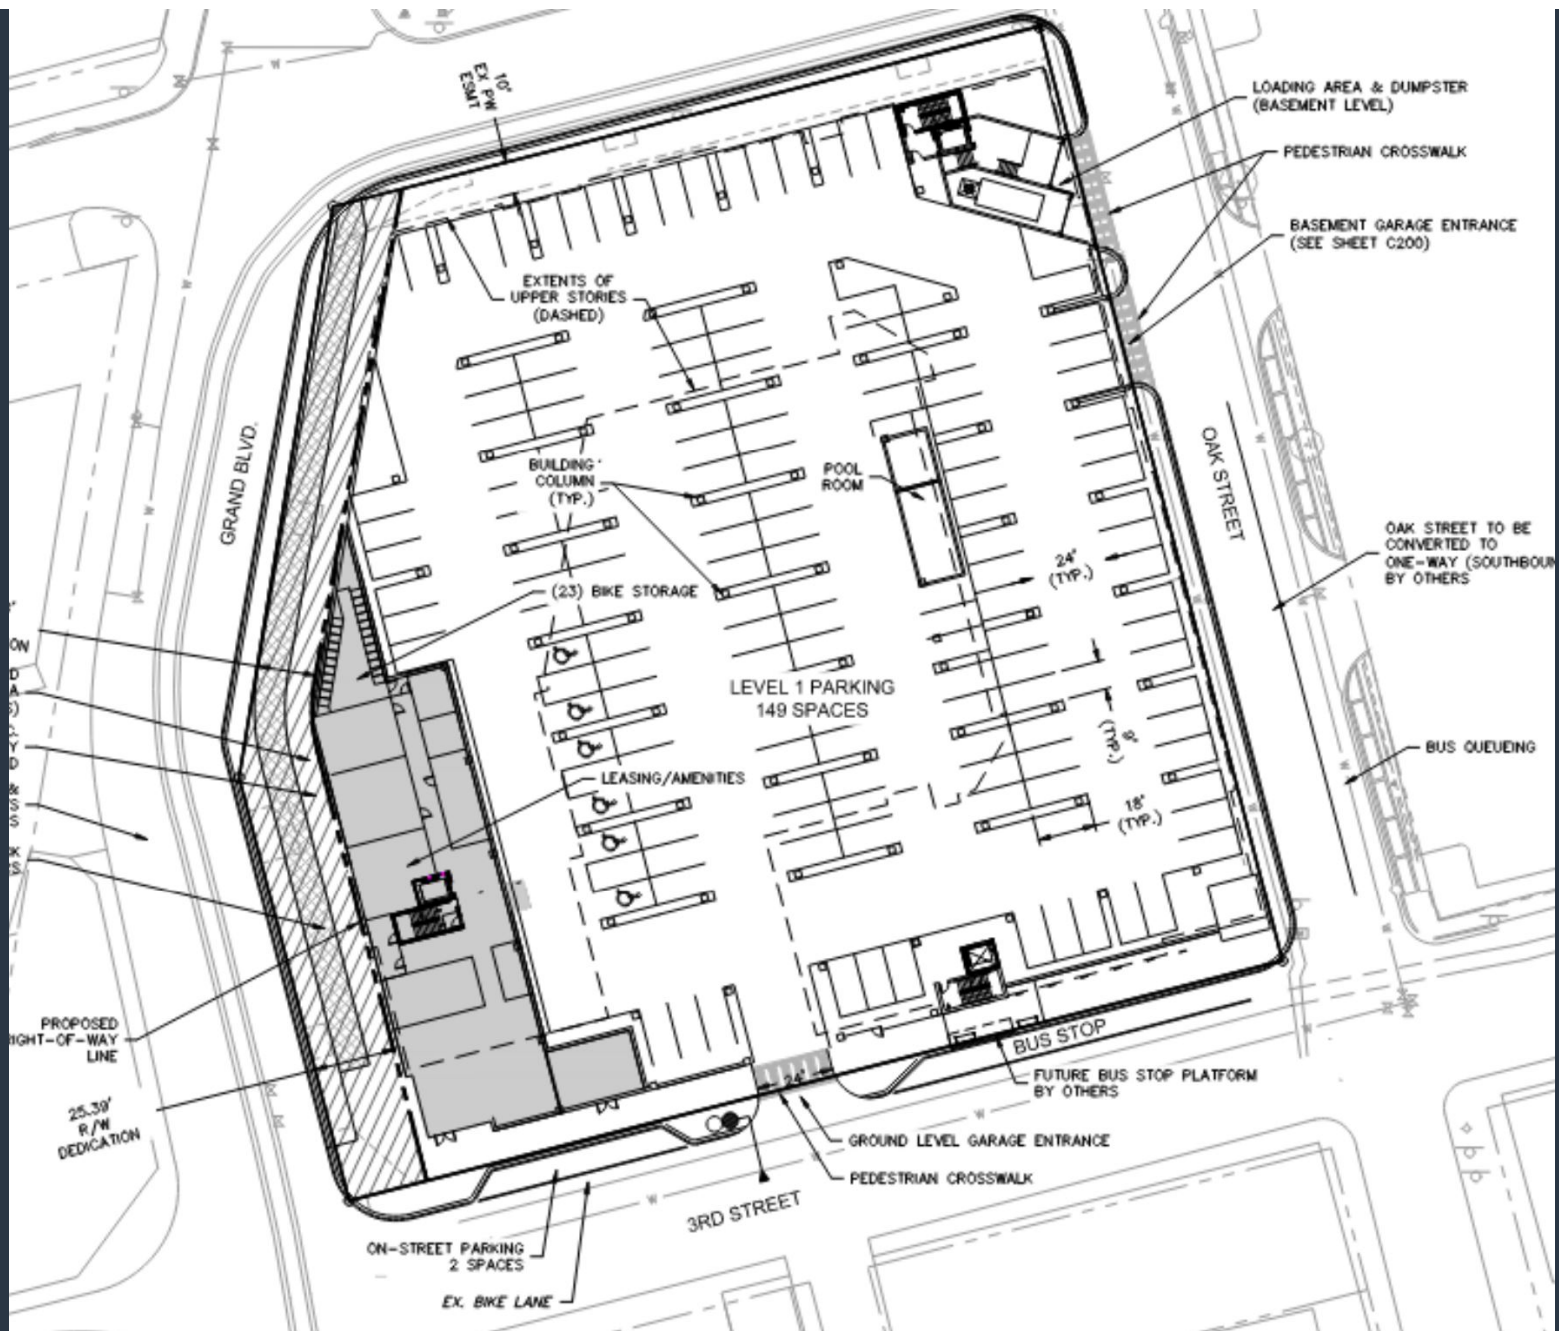 10'
EX PW
ESMT
LOADING AREA & DUMPSTER
(BASEMENT LEVEL)
PEDESTRIAN CROSSWALK
BASEMENT GARAGE ENTRANCE
(SEE SHEET C200)
EXTENTS OF
UPPER STORIES
(DASHED)
GRAND BLVD.
BUILDING
COLUMN
(TYP.)
POOL
ROOM
OAK STREET
24'
(TYP.)
OAK STREET TO BE
CONVERTED TO
ONE-WAY (SOUTHBOUN
BY OTHERS
(23) BIKE STORAGE
ON
D
A
S)
Y
D
&
S
S
K
S
LEVEL 1 PARKING
149 SPACES
9'
(TYP.)
BUS QUEUEING
LEASING/AMENITIES
18'
(TYP.)
PROPOSED
RIGHT-OF-WAY
LINE
BUS STOP
FUTURE BUS STOP PLATFORM
BY OTHERS
24'
25.39'
R/W
DEDICATION
GROUND LEVEL GARAGE ENTRANCE
PEDESTRIAN CROSSWALK
3RD STREET
ON-STREET PARKING
2 SPACES
EX. BIKE LANE